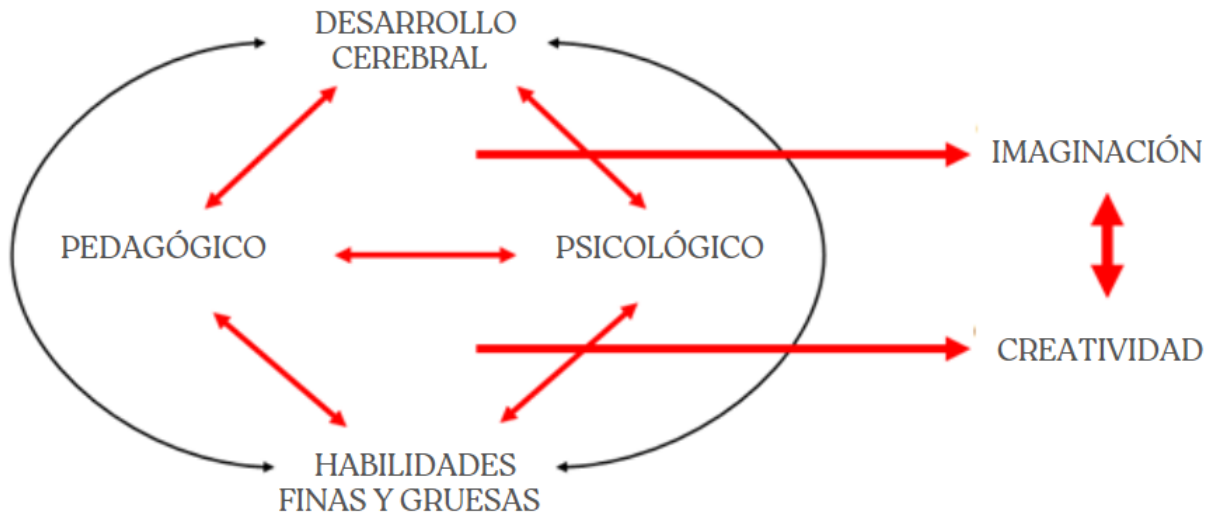 DESARROLLO
CEREBRAL
IMAGINACIÓN
PEDAGÓGICO
PSICOLÓGICO
CREATIVIDAD
HABILIDADES
FINAS Y GRUESAS